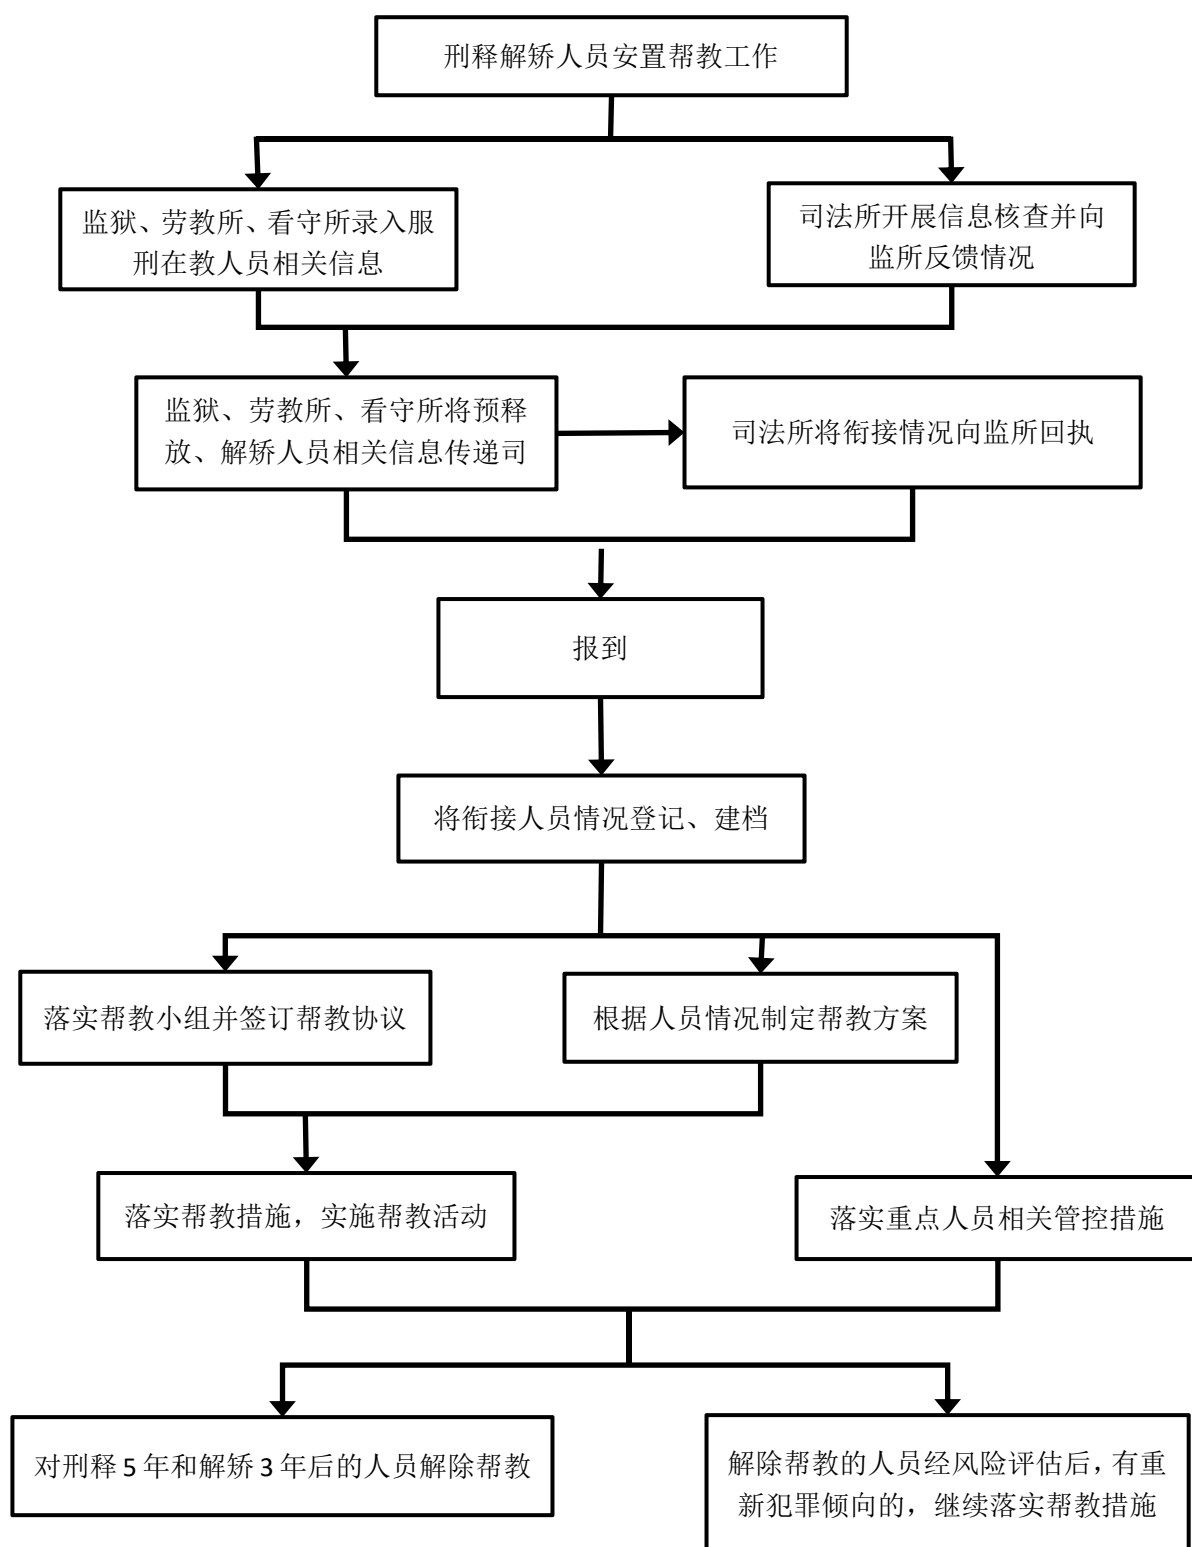 刑释解矫人员安置帮教工作
监狱、劳教所、看守所录入服
刑在教人员相关信息
司法所开展信息核查并向
监所反馈情况
监狱、劳教所、看守所将预释
放、解矫人员相关信息传递司
司法所将衔接情况向监所回执
报到
将衔接人员情况登记、建档
落实帮教小组并签订帮教协议
根据人员情况制定帮教方案
落实帮教措施，实施帮教活动
落实重点人员相关管控措施
对刑释 5 年和解矫 3 年后的人员解除帮教
解除帮教的人员经风险评估后，有重
新犯罪倾向的，继续落实帮教措施